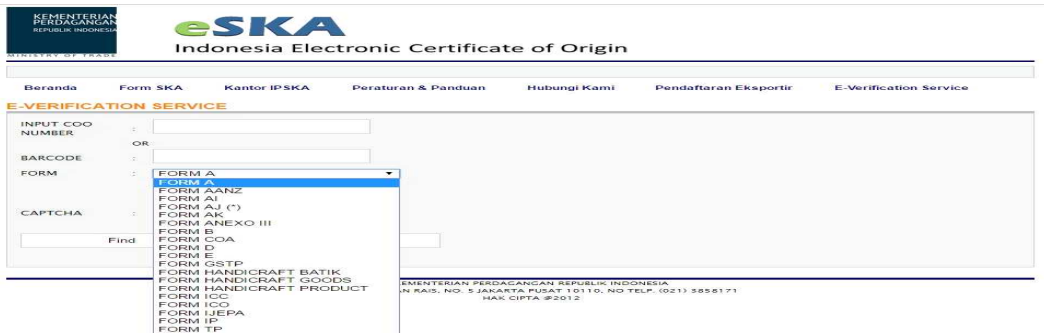 KEMENTERIAN
PERDAGANGAN
REPUBLIK INDONESIA
MINISTRY OF TRADE
eSKA
Indonesia Electronic Certificate of Origin
Beranda Form SKA Kantor IPSKA Peraturan & Panduan Hubungi Kami Pendaftaran Eksportir E-Verification Service
E-VERIFICATION SERVICE
INPUT COO
NUMBER :
OR
BARCODE :
FORM : FORM A
FORM A
FORM AANZ
FORM AI
FORM AJ (*)
FORM AK
CAPTCHA :
FORM ANEXO III
FORM B
FORM COA
Find
FORM D
FORM E
FORM GSTP
FORM HANDICRAFT BATIK
FORM HANDICRAFT GOODS
FORM HANDICRAFT PRODUCT
FORM ICC
FORM ICO
FORM IJEPA
FORM IP
FORM TP
EMENTERIAN PERDAGANGAN REPUBLIK INDONESIA
AN RAIS, NO. 5 JAKARTA PUSAT 10110, NO TELP. (021) 3858171
HAK CIPTA @2012